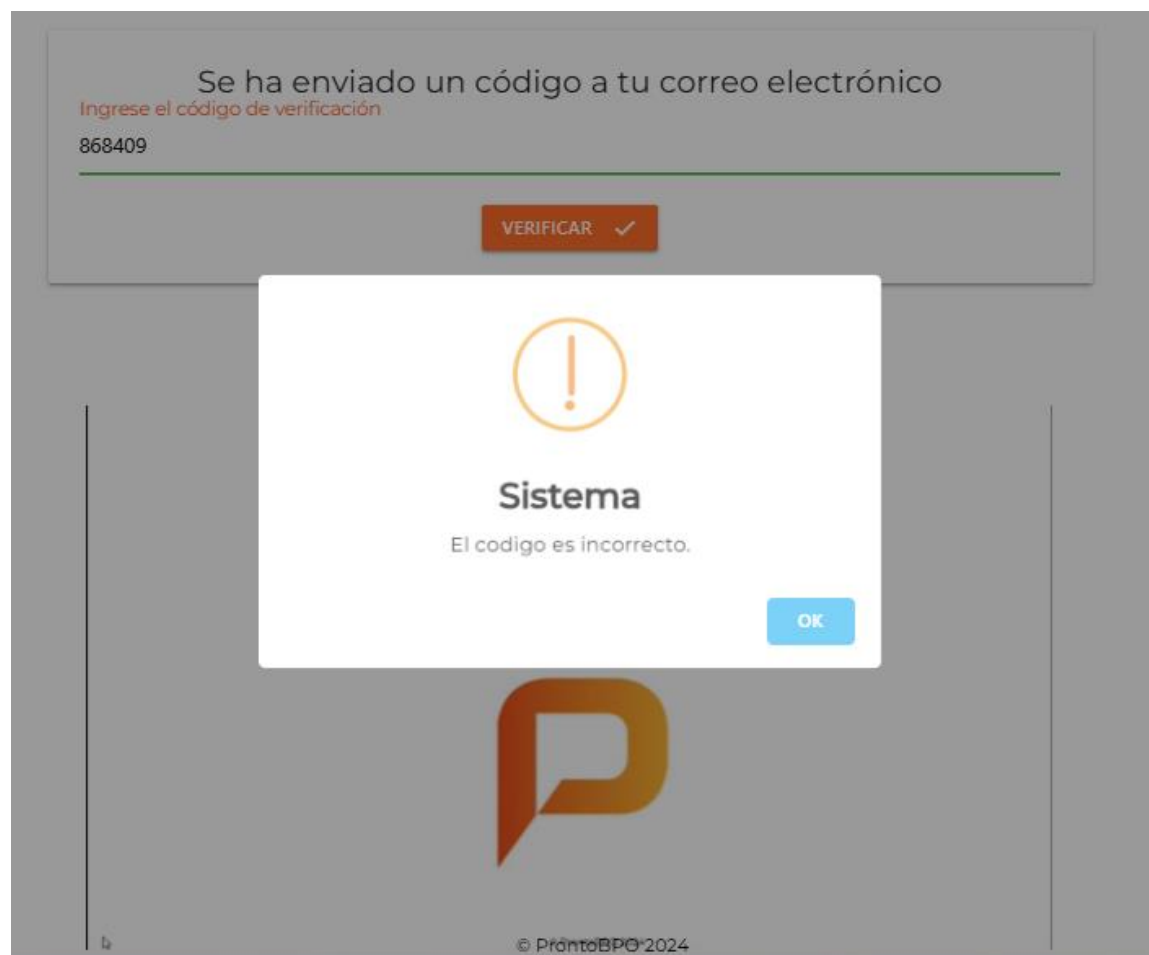 Se ha enviado un código a tu correo electrónico
Ingrese el código de verificación
868409
VERIFICAR
Sistema
El codigo es incorrecto.
OK
© ProntoBPO 2024